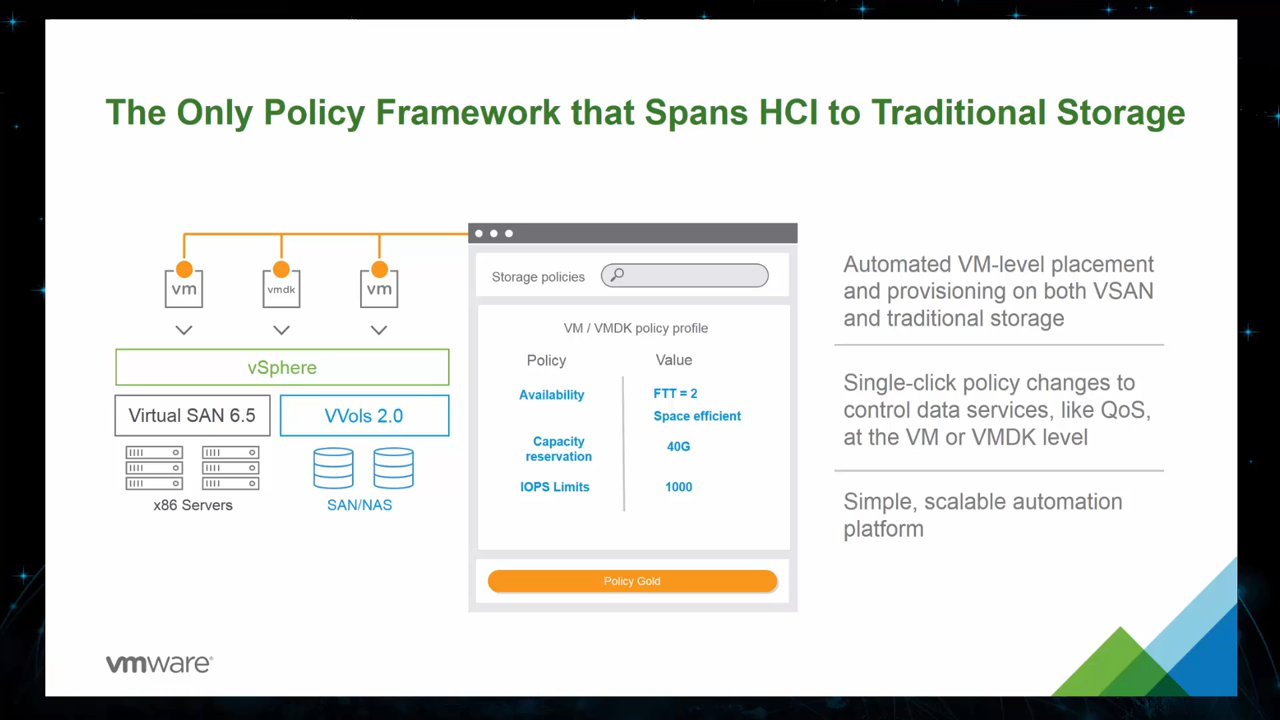 The Only Policy Framework that Spans HCI to Traditional Storage
vm
vmdk
vm
vSphere
Virtual SAN 6.5
VVols 2.0
x86 Servers
SAN/NAS
Storage policies
VM / VMDK policy profile
Policy
Value
Availability
FTT = 2
Space efficient
Capacity
reservation
40G
IOPS Limits
1000
Policy Gold
Automated VM-level placement
and provisioning on both VSAN
and traditional storage
Single-click policy changes to
control data services, like QoS,
at the VM or VMDK level
Simple, scalable automation
platform
vmware®